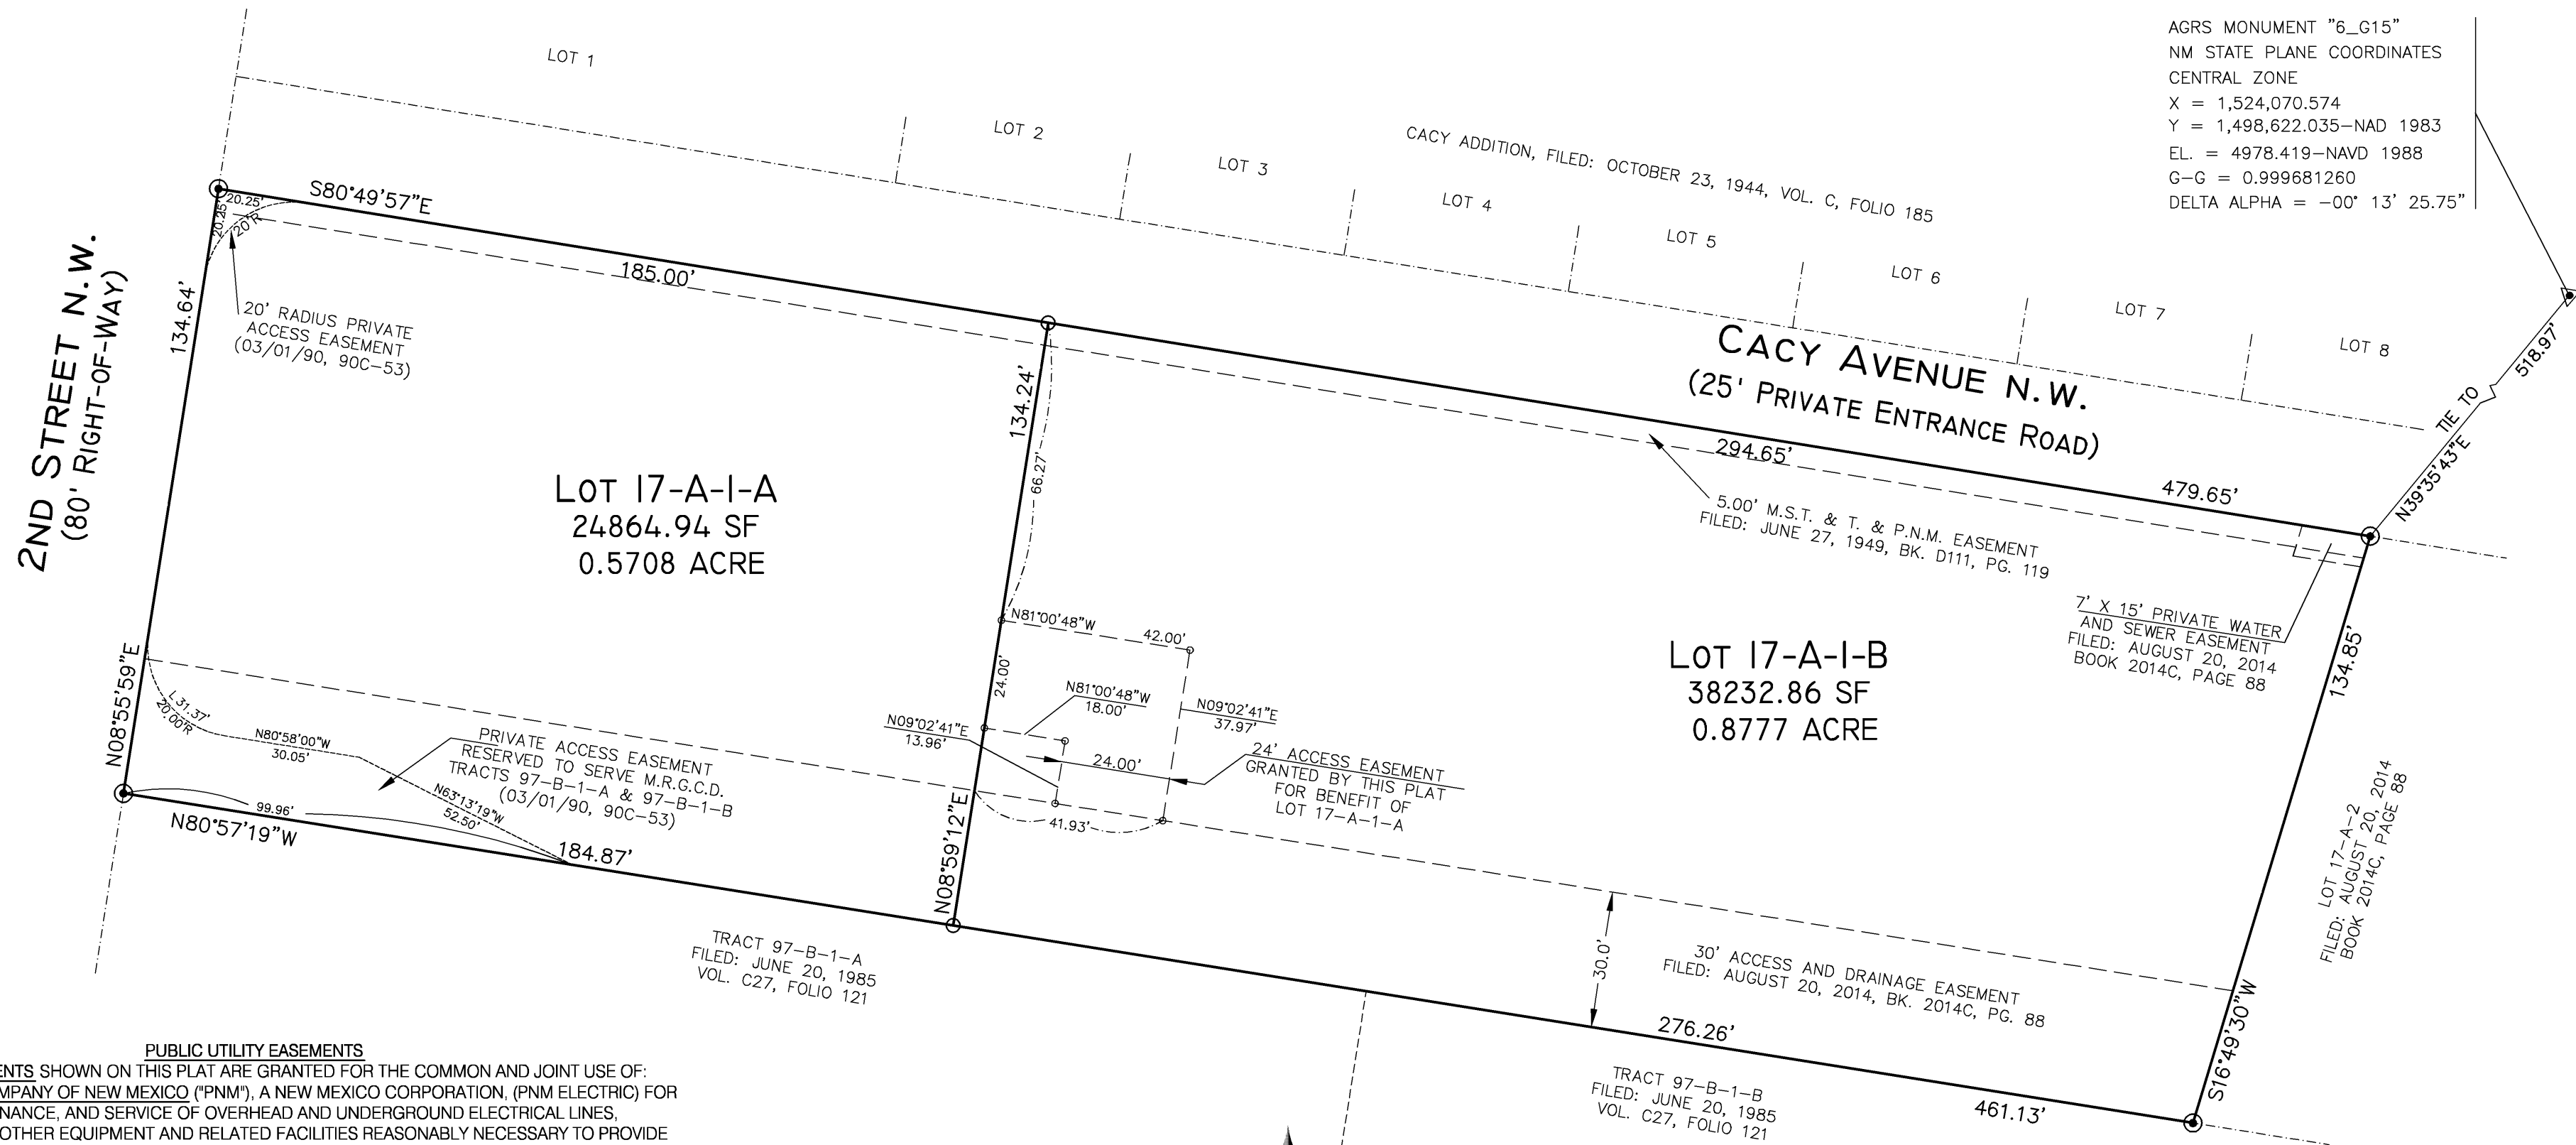 AGRS MONUMENT "6_G15"
NM STATE PLANE COORDINATES
CENTRAL ZONE
X = 1,524,070.574
Y = 1,498,622.035-NAD 1983
EL. = 4978.419-NAVD 1988
G-G = 0.999681260
DELTA ALPHA = -00° 13' 25.75"
LOT 1
LOT 2
LOT 3
LOT 4
LOT 5
LOT 6
LOT 7
LOT 8
CACY ADDITION, FILED: OCTOBER 23, 1944, VOL. C, FOLIO 185
CACY AVENUE N.W.
(25' PRIVATE ENTRANCE ROAD)
518.97'
TIE TO
N39°35'43"E
2ND STREET N.W.
(80' RIGHT-OF-WAY)
20.25'
20.25'
20'R
S80°49'57"E
185.00'
134.64'
20' RADIUS PRIVATE
ACCESS EASEMENT
(03/01/90, 90C-53)
134.24'
66.27'
294.65'
479.65'
5.00' M.S.T. & T. & P.N.M. EASEMENT
FILED: JUNE 27, 1949, BK. D111, PG. 119
LOT 17-A-1-A
24864.94 SF
0.5708 ACRE
7' X 15' PRIVATE WATER
AND SEWER EASEMENT
FILED: AUGUST 20, 2014
BOOK 2014C, PAGE 88
134.85'
LOT 17-A-1-B
38232.86 SF
0.8777 ACRE
N81°00'48"W
42.00'
24.00'
N81°00'48"W
18.00'
N09°02'41"E
37.97'
N09°02'41"E
13.96'
24.00'
24' ACCESS EASEMENT
GRANTED BY THIS PLAT
FOR BENEFIT OF
LOT 17-A-1-A
41.93'
N08°55'59"E
L31.37'
20.00'R
N80°58'00"W
30.05'
PRIVATE ACCESS EASEMENT
RESERVED TO SERVE M.R.G.C.D.
TRACTS 97-B-1-A & 97-B-1-B
(03/01/90, 90C-53)
N63°13'19"W
52.50'
99.96'
N80°57'19"W
184.87'
N08°59'12"E
LOT 17-A-2
FILED: AUGUST 20, 2014
BOOK 2014C, PAGE 88
TRACT 97-B-1-A
FILED: JUNE 20, 1985
VOL. C27, FOLIO 121
30.0'
30' ACCESS AND DRAINAGE EASEMENT
FILED: AUGUST 20, 2014, BK. 2014C, PG. 88
276.26'
S16°49'30"W
461.13'
TRACT 97-B-1-B
FILED: JUNE 20, 1985
VOL. C27, FOLIO 121
PUBLIC UTILITY EASEMENTS
ENTS SHOWN ON THIS PLAT ARE GRANTED FOR THE COMMON AND JOINT USE OF:
MPANY OF NEW MEXICO ("PNM"), A NEW MEXICO CORPORATION, (PNM ELECTRIC) FOR
NANCE, AND SERVICE OF OVERHEAD AND UNDERGROUND ELECTRICAL LINES,
OTHER EQUIPMENT AND RELATED FACILITIES REASONABLY NECESSARY TO PROVIDE